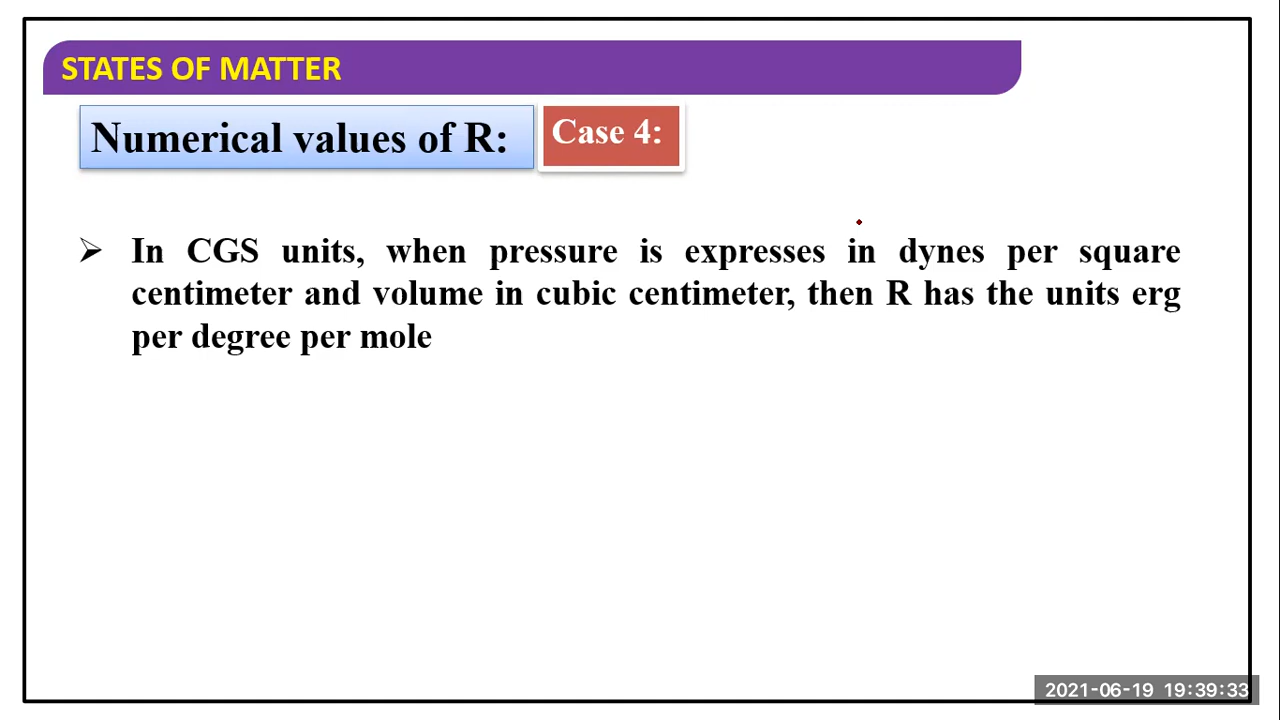 STATES OF MATTER
Numerical values of R:
Case 4:
In CGS units, when pressure is expresses in dynes per square
centimeter and volume in cubic centimeter, then R has the units erg
per degree per mole
2021-06-19 19:39:33